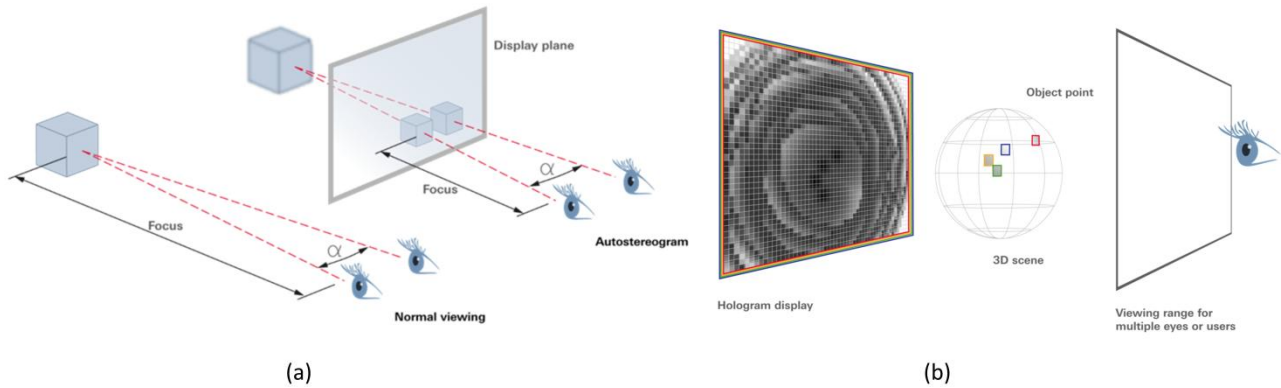 Display plane
α
Focus
Autostereogram
Focus
α
Normal viewing
(a)
Object point
3D scene
Hologram display
Viewing range for
multiple eyes or users
(b)